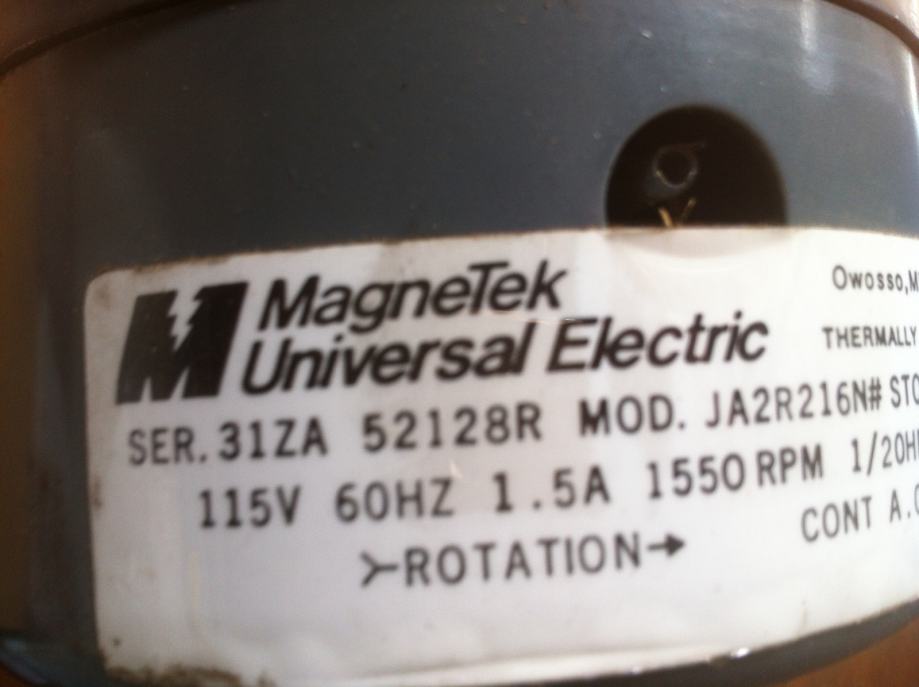 MagneTek
Universal Electric
Owosso,M
THERMALLY
SER. 31ZA 52128R MOD. JA2R216N# STO
115V 60HZ 1.5A 1550 RPM 1/20H
CONT A.C
ROTATION